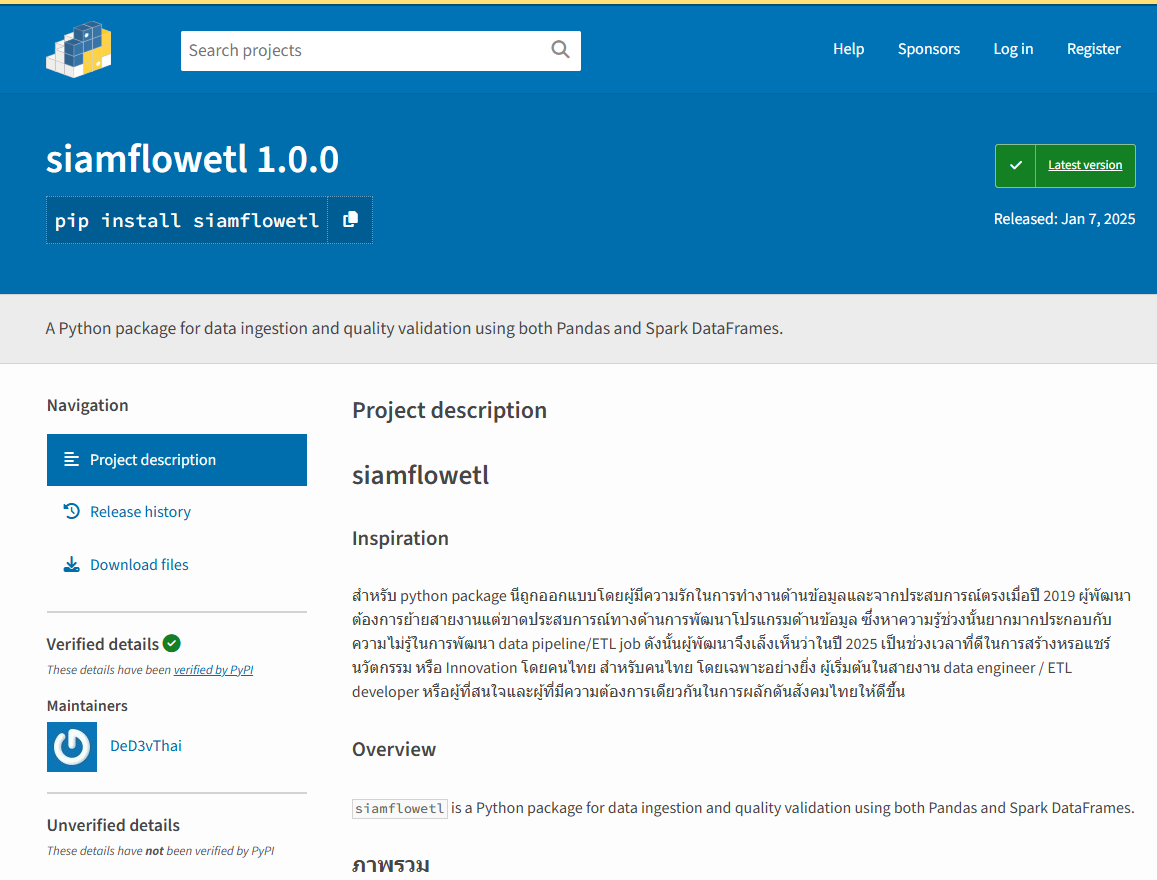 Search projects
Help
Sponsors
Log in
Register
siamflowetl 1.0.0
Latest version
pip install siamflowetl
Released: Jan 7, 2025
A Python package for data ingestion and quality validation using both Pandas and Spark DataFrames.
Navigation
Project description
Release history
Download files
Verified details
These details have been verified by PyPI
Maintainers
DeD3vThai
Unverified details
These details have not been verified by PyPI
Project description
siamflowetl
Inspiration
สำหรับ python package นี้ถูกออกแบบโดยผู้มีความรักในการทำงานด้านข้อมูลและจากประสบการณ์ตรงเมื่อปี 2019 ผู้พัฒนา
ต้องการย้ายสายงานแต่ขาดประสบการณ์ทางด้านการพัฒนาโปรแกรมด้านข้อมูล ซึ่งหาความรู้ช่วงนั้นยากมากประกอบกับ
ความไม่รู้ในการพัฒนา data pipeline/ETL job ดังนั้นผู้พัฒนาจึงเล็งเห็นว่าในปี 2025 เป็นช่วงเวลาที่ดีในการสร้างหรอแชร์
นวัตกรรม หรือ Innovation โดยคนไทย สำหรับคนไทย โดยเฉพาะอย่างยิ่ง ผู้เริ่มต้นในสายงาน data engineer / ETL
developer หรือผู้ที่สนใจและผู้ที่มีความต้องการเดียวกันในการผลักดันสังคมไทยให้ดีขึ้น
Overview
siamflowetl is a Python package for data ingestion and quality validation using both Pandas and Spark DataFrames.
ภาพรวม